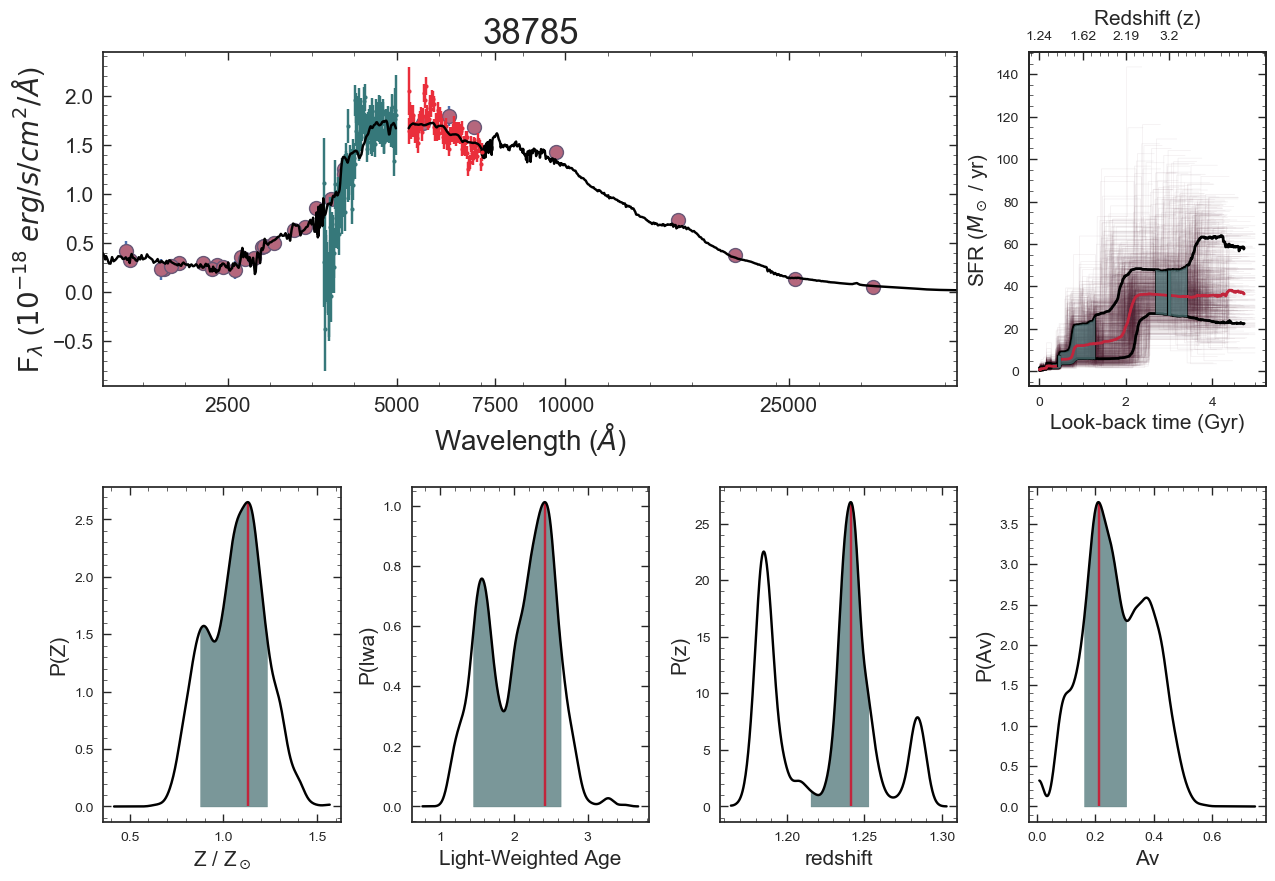 38785
F_λ (10^{-18} erg/s/cm^2/Å)
2.0
1.5
1.0
0.5
0.0
−0.5
2500 5000 7500 10000 25000
Wavelength (Å)
Redshift (z)
1.24 1.62 2.19 3.2
SFR (M_⊙ / yr)
140
120
100
80
60
40
20
0
0 2 4
Look-back time (Gyr)
P(Z)
2.5
2.0
1.5
1.0
0.5
0.0
0.5 1.0 1.5
Z / Z_⊙
P(lwa)
1.0
0.8
0.6
0.4
0.2
0.0
1 2 3
Light-Weighted Age
P(z)
25
20
15
10
5
0
1.20 1.25 1.30
redshift
P(Av)
3.5
3.0
2.5
2.0
1.5
1.0
0.5
0.0
0.0 0.2 0.4 0.6
Av